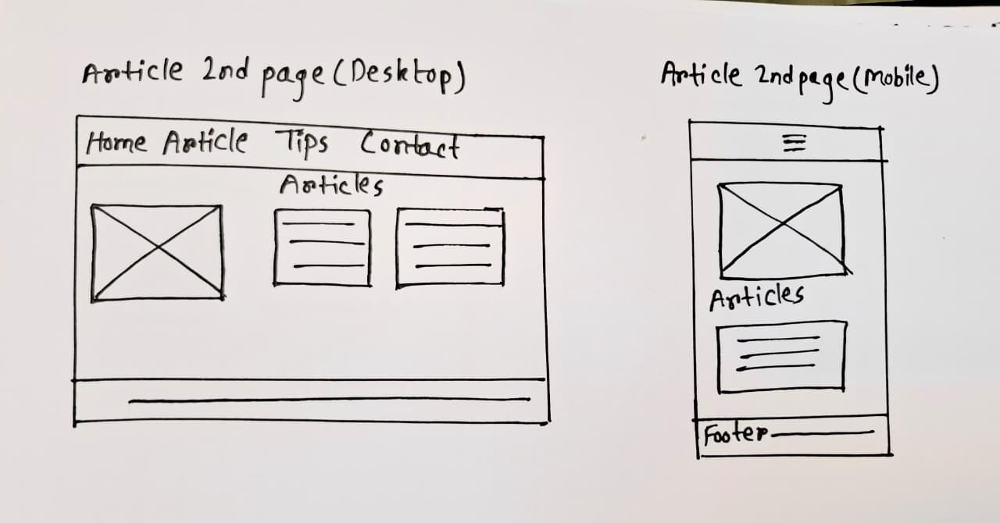 Article 2nd page (Desktop)
Home Article Tips Contact
Articles
Article 2nd page (Mobile)
Articles
Footer